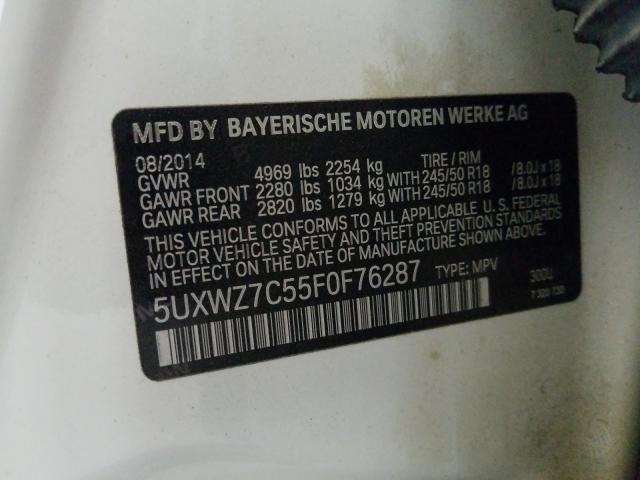 MFD BY BAYERISCHE MOTOREN WERKE AG
08/2014 TIRE / RIM
GVWR 4969 lbs 2254 kg
GAWR FRONT 2280 lbs 1034 kg WITH 245/50 R18 / 8.0J x 18
GAWR REAR 2820 lbs 1279 kg WITH 245/50 R18 / 8.0J x 18
THIS VEHICLE CONFORMS TO ALL APPLICABLE U. S. FEDERAL
MOTOR VEHICLE SAFETY AND THEFT PREVENTION STANDARDS
IN EFFECT ON THE DATE OF MANUFACTURE SHOWN ABOVE.
5UXWZ7C55F0F76287 TYPE: MPV 300U